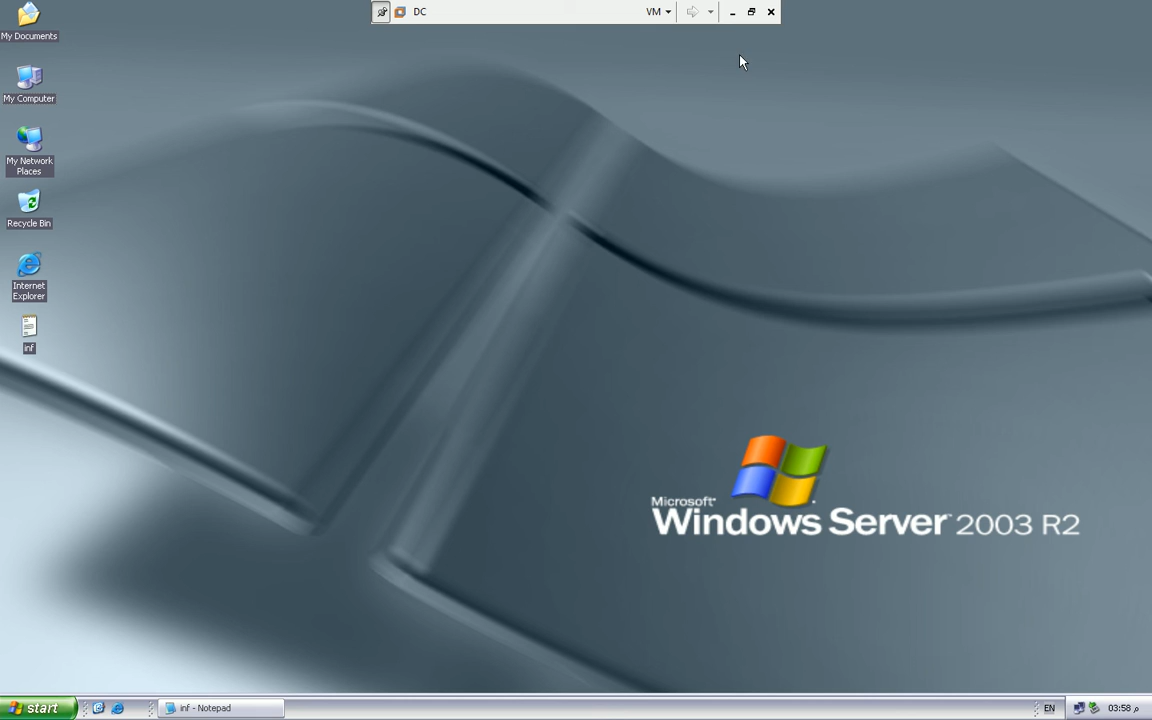 DC
VM
My Documents
My Computer
My Network
Places
Recycle Bin
Internet
Explorer
inf
Microsoft
Windows Server 2003 R2
start
inf - Notepad
EN
03:58 م